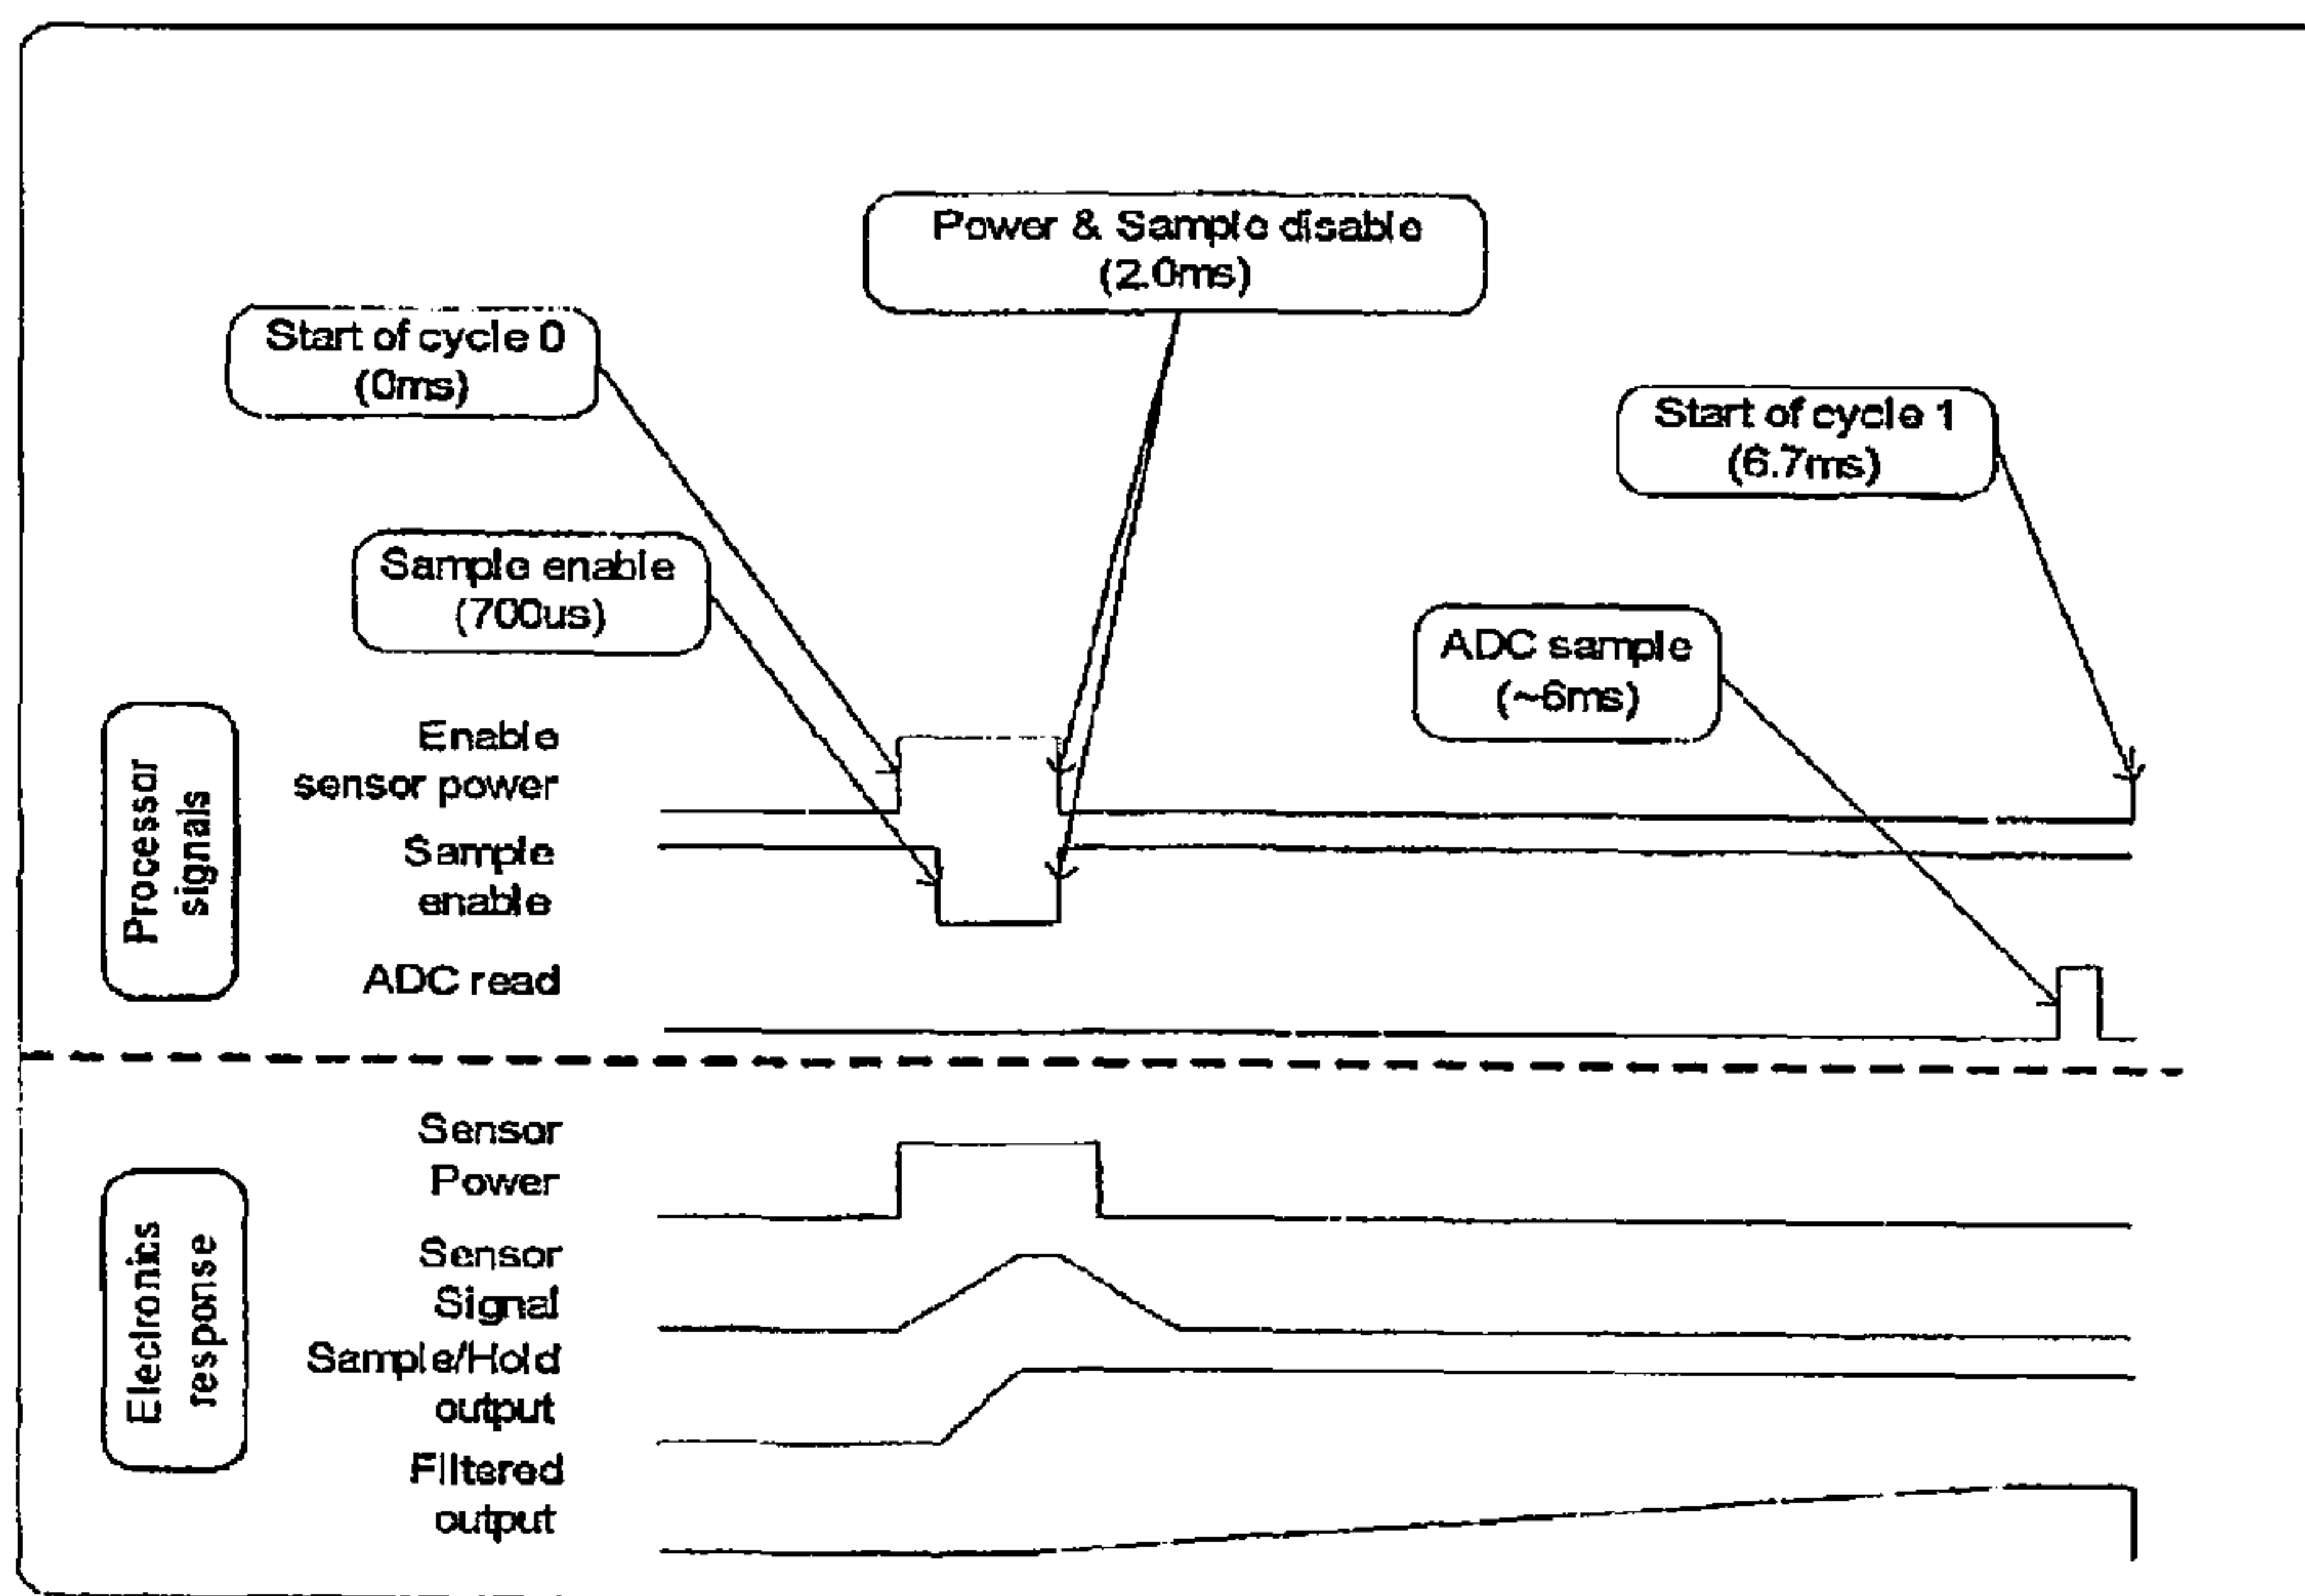 Power & Sample disable
(2.0ms)
Start of cycle 0
(0ms)
Start of cycle 1
(6.7ms)
Sample enable
(700us)
ADC sample
(~6ms)
Processor
signals
Enable
sensor power
Sample
enable
ADC read
Electronics
response
Sensor
Power
Sensor
Signal
Sample/Hold
output
Filtered
output